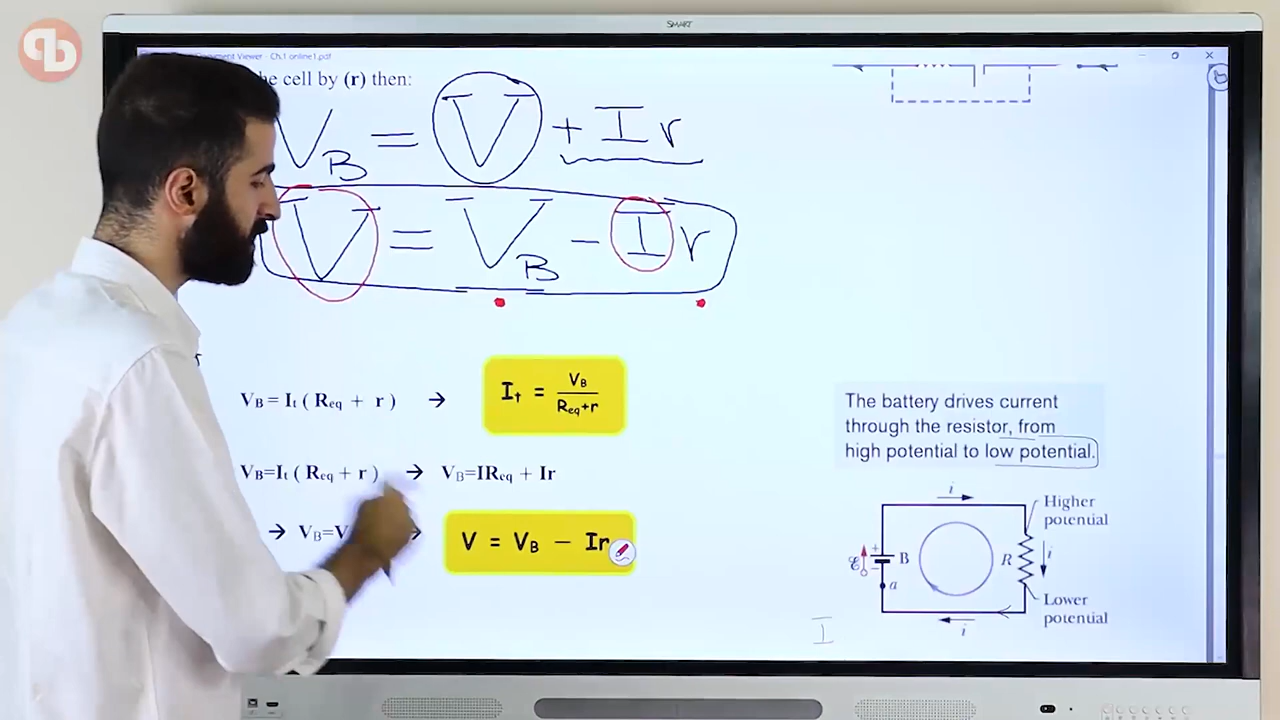 SMART
ument Viewer - Ch.1 online1.pdf
he cell by (r) then:
V_B = V + Ir
V = V_B - Ir
V_B = I_t ( R_eq + r ) → I_t = V_B / R_eq+r
V_B=I_t ( R_eq + r ) → V_B=IR_eq + Ir
→ V_B=V
V = V_B − Ir
The battery drives current
through the resistor, from
high potential to low potential.
i
Higher
potential
ℰ + − B R i
a
Lower
potential
i
I